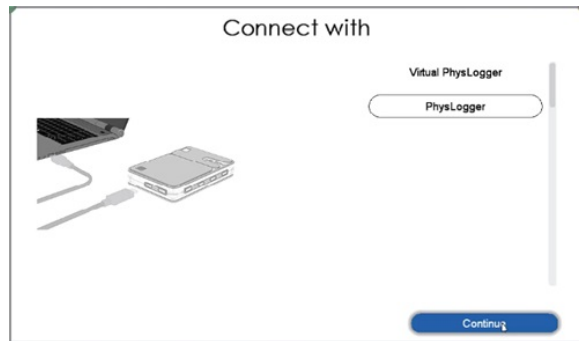 Connect with
Virtual PhysLogger
PhysLogger
Continue